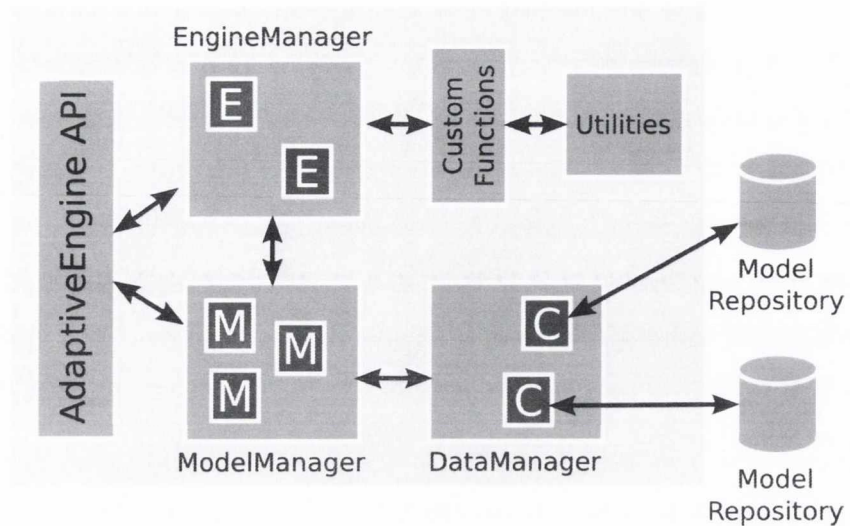 EngineManager
AdaptiveEngine API
E
E
Custom
Functions
Utilities
Model
Repository
M
M
M
C
C
ModelManager
DataManager
Model
Repository